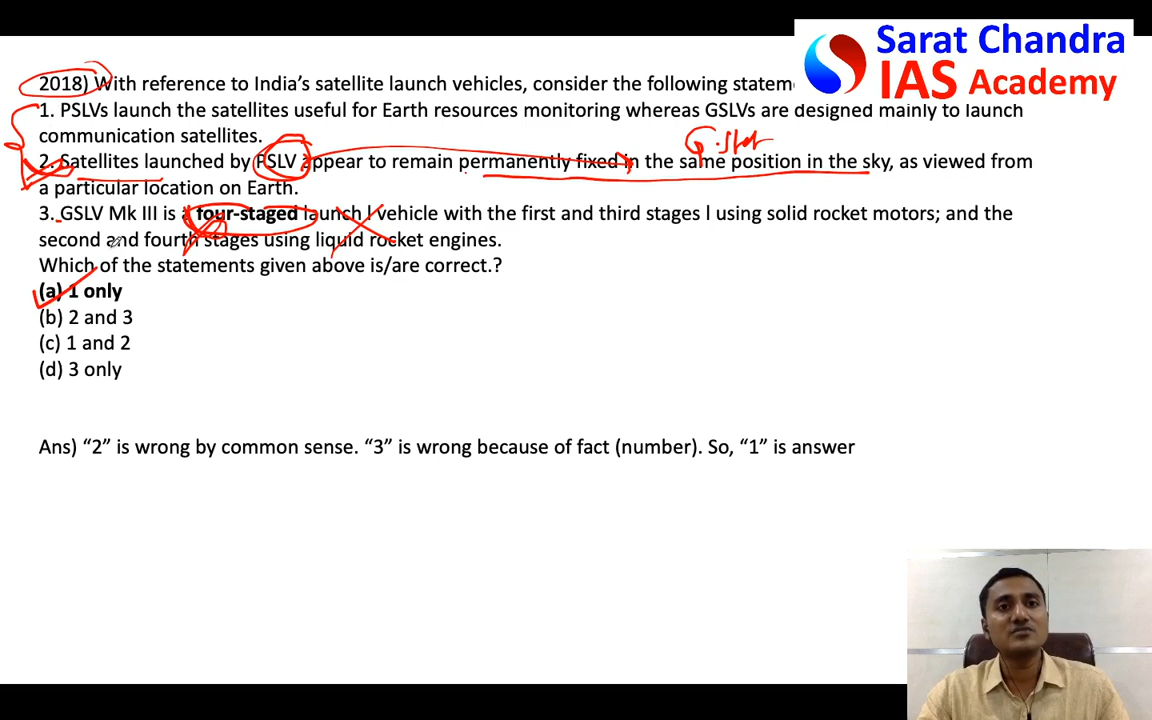 Sarat Chandra
IAS Academy
2018) With reference to India's satellite launch vehicles, consider the following statem
1. PSLVs launch the satellites useful for Earth resources monitoring whereas GSLVs are designed mainly to launch
communication satellites.
2. Satellites launched by PSLV appear to remain permanently fixed in the same position in the sky, as viewed from
a particular location on Earth.
3. GSLV Mk III is a four-staged launch l vehicle with the first and third stages l using solid rocket motors; and the
second and fourth stages using liquid rocket engines.
Which of the statements given above is/are correct.?
(a) 1 only
(b) 2 and 3
(c) 1 and 2
(d) 3 only
Ans) “2” is wrong by common sense. “3” is wrong because of fact (number). So, “1” is answer